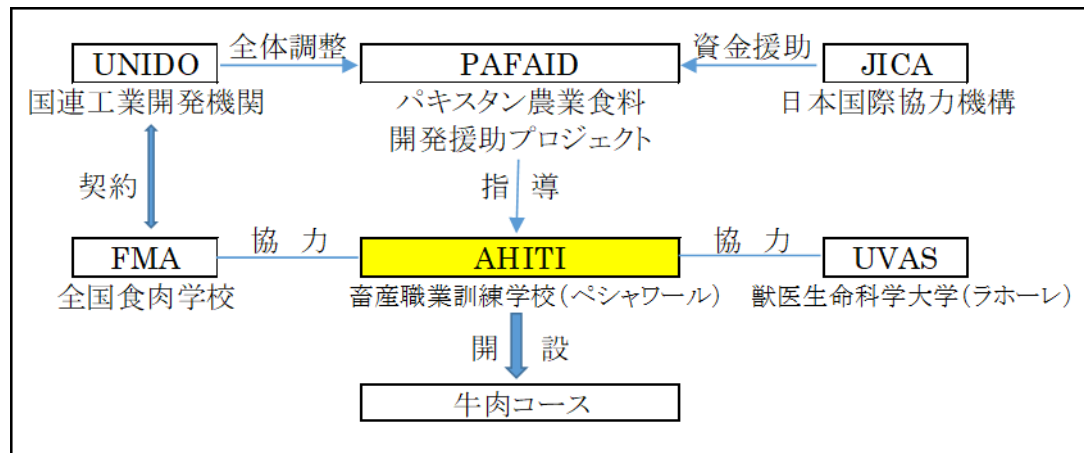 UNIDO 全体調整 PAFAID 資金援助 JICA
国連工業開発機関 パキスタン農業食料 日本国際協力機構
開発援助プロジェクト
契約 指 導
FMA 協 力 AHITI 協 力 UVAS
全国食肉学校 畜産職業訓練学校(ペシャワール) 獣医生命科学大学(ラホーレ)
開 設
牛肉コース